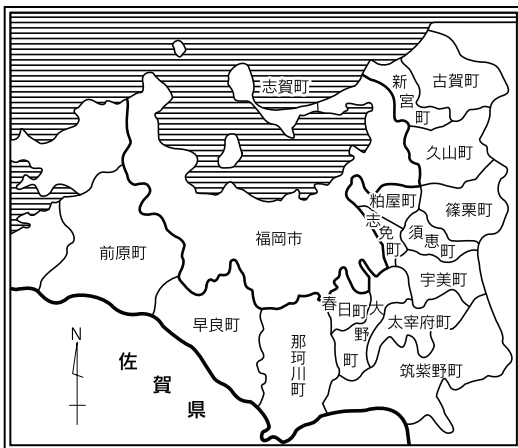 志賀町
新宮町
古賀町
久山町
粕屋町
篠栗町
志免町
須恵町
前原町
福岡市
宇美町
春日町
大野町
太宰府町
早良町
那珂川町
筑紫野町
N
佐賀県